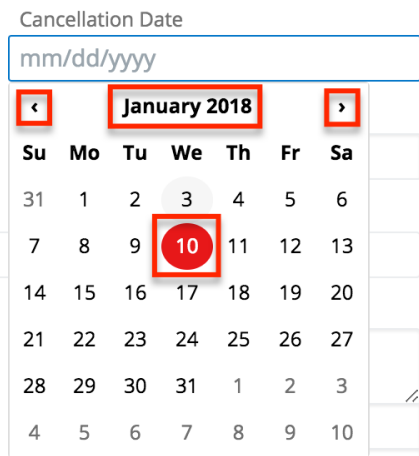 Cancellation Date
mm/dd/yyyy
‹ January 2018 ›
Su Mo Tu We Th Fr Sa
31 1 2 3 4 5 6
7 8 9 10 11 12 13
14 15 16 17 18 19 20
21 22 23 24 25 26 27
28 29 30 31 1 2 3
4 5 6 7 8 9 10